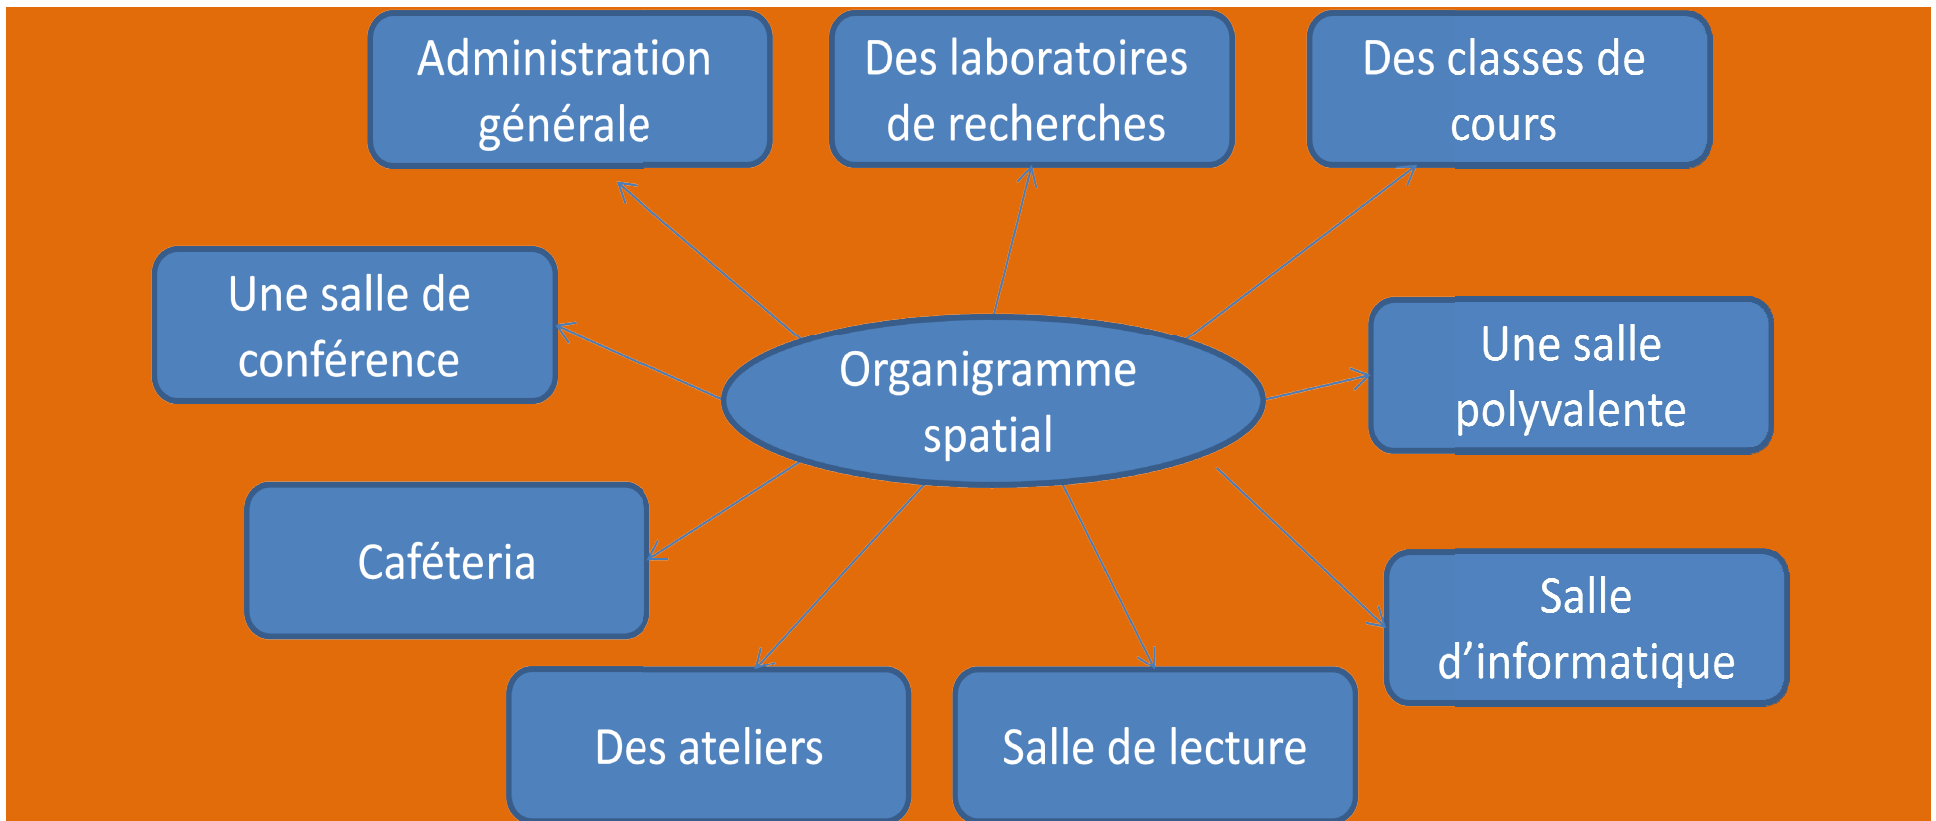 Administration
générale
Des laboratoires
de recherches
Des classes de
cours
Une salle de
conférence
Organigramme
spatial
Une salle
polyvalente
Caféteria
Salle
d’informatique
Des ateliers
Salle de lecture